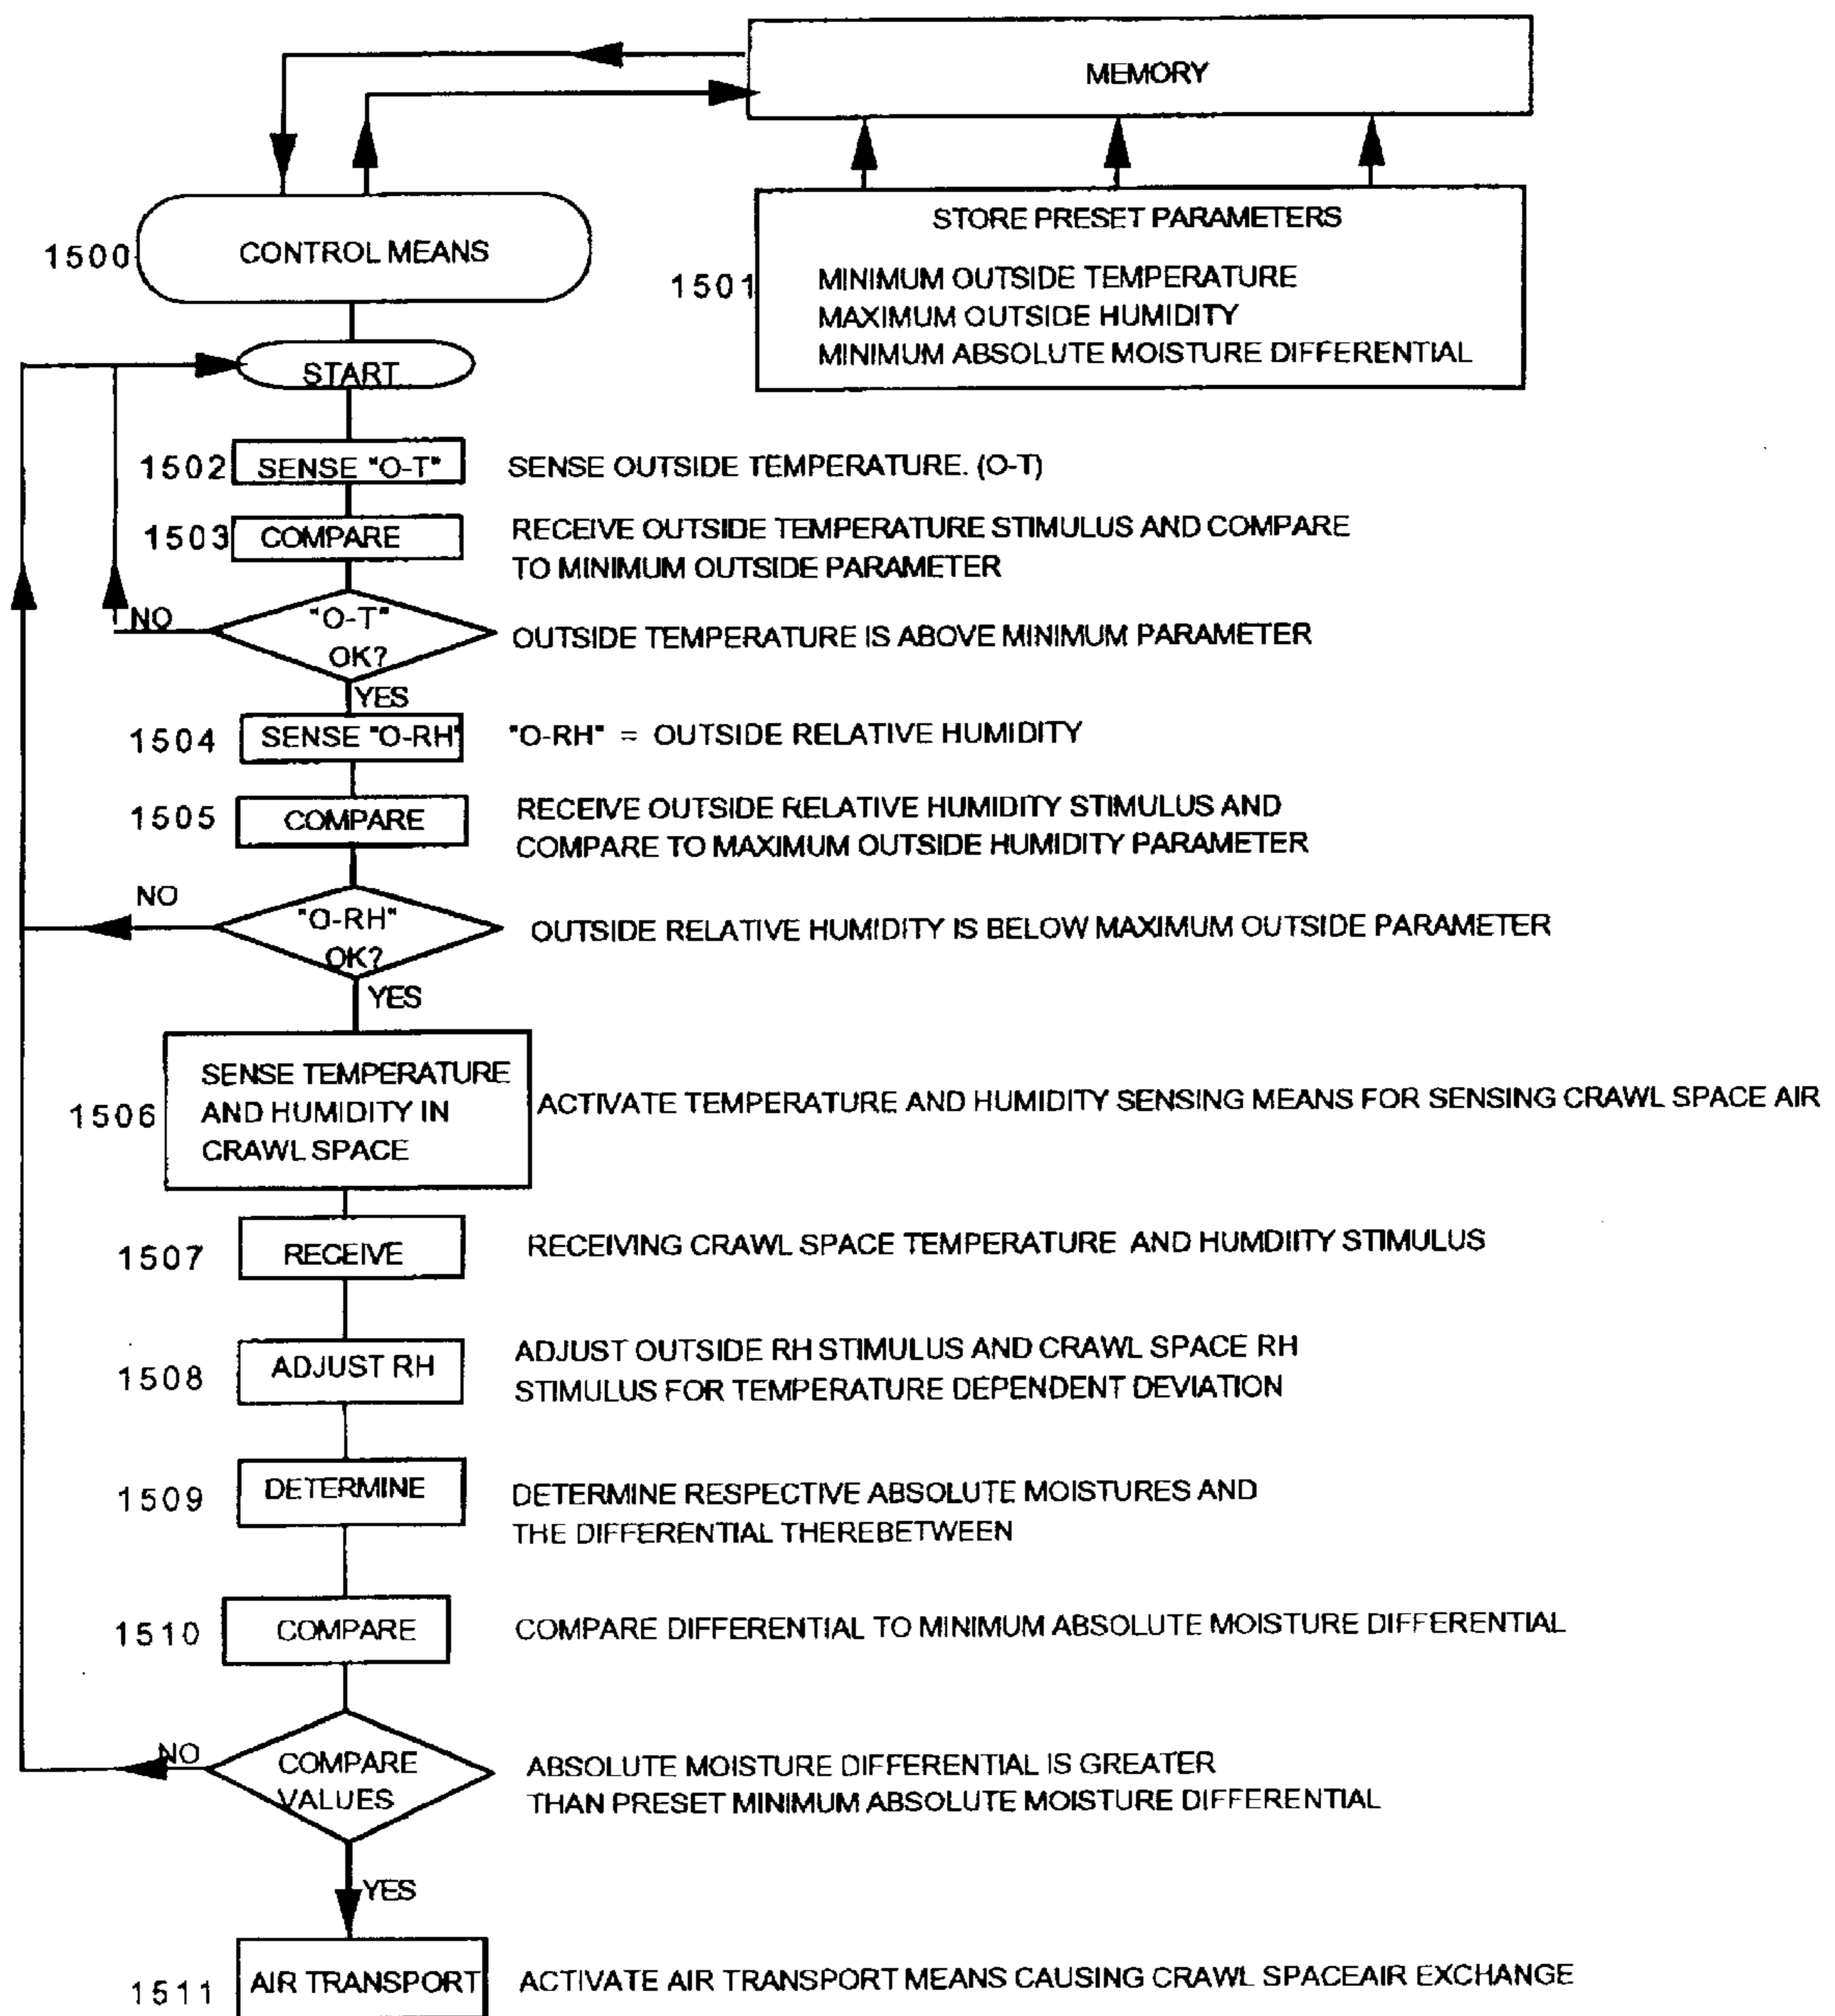 MEMORY
1500
CONTROL MEANS
STORE PRESET PARAMETERS
1501
MINIMUM OUTSIDE TEMPERATURE
MAXIMUM OUTSIDE HUMIDITY
MINIMUM ABSOLUTE MOISTURE DIFFERENTIAL
START
1502
SENSE "O-T"
SENSE OUTSIDE TEMPERATURE. (O-T)
1503
COMPARE
RECEIVE OUTSIDE TEMPERATURE STIMULUS AND COMPARE
TO MINIMUM OUTSIDE PARAMETER
NO
"O-T"
OK?
OUTSIDE TEMPERATURE IS ABOVE MINIMUM PARAMETER
YES
1504
SENSE "O-RH"
"O-RH" = OUTSIDE RELATIVE HUMIDITY
1505
COMPARE
RECEIVE OUTSIDE RELATIVE HUMIDITY STIMULUS AND
COMPARE TO MAXIMUM OUTSIDE HUMIDITY PARAMETER
NO
"O-RH"
OK?
OUTSIDE RELATIVE HUMIDITY IS BELOW MAXIMUM OUTSIDE PARAMETER
YES
1506
SENSE TEMPERATURE
AND HUMIDITY IN
CRAWL SPACE
ACTIVATE TEMPERATURE AND HUMIDITY SENSING MEANS FOR SENSING CRAWL SPACE AIR
1507
RECEIVE
RECEIVING CRAWL SPACE TEMPERATURE AND HUMDIITY STIMULUS
1508
ADJUST RH
ADJUST OUTSIDE RH STIMULUS AND CRAWL SPACE RH
STIMULUS FOR TEMPERATURE DEPENDENT DEVIATION
1509
DETERMINE
DETERMINE RESPECTIVE ABSOLUTE MOISTURES AND
THE DIFFERENTIAL THEREBETWEEN
1510
COMPARE
COMPARE DIFFERENTIAL TO MINIMUM ABSOLUTE MOISTURE DIFFERENTIAL
NO
COMPARE
VALUES
ABSOLUTE MOISTURE DIFFERENTIAL IS GREATER
THAN PRESET MINIMUM ABSOLUTE MOISTURE DIFFERENTIAL
YES
1511
AIR TRANSPORT
ACTIVATE AIR TRANSPORT MEANS CAUSING CRAWL SPACEAIR EXCHANGE